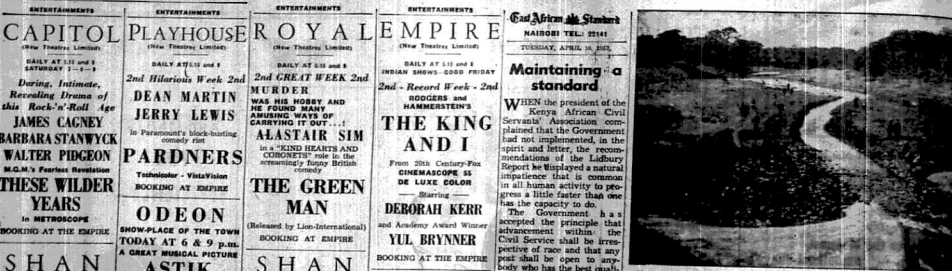 ENTERTAINMENTS
CAPITOL
(New Theatres Limited)
DAILY AT 5.15 and 9
SATURDAY
Daring, Intimate,
Revealing Drama of
this Rock-'n'-Roll Age
JAMES CAGNEY
BARBARA STANWYCK
WALTER PIDGEON
M.G.M.'s Fearless Revelation
THESE WILDER
YEARS
In METROSCOPE
BOOKING AT THE EMPIRE
SHAN
ENTERTAINMENTS
PLAYHOUSE
(New Theatres Limited)
DAILY AT 5.15 and 9
2nd Hilarious Week 2nd
DEAN MARTIN
JERRY LEWIS
in Paramount's block-busting
comedy riot
PARDNERS
Technicolor - VistaVision
BOOKING AT EMPIRE
ODEON
SHOW-PLACE OF THE TOWN
TODAY AT 6 & 9 p.m.
A GREAT MUSICAL PICTURE
ASTIK
ENTERTAINMENTS
ROYAL
(New Theatres Limited)
DAILY AT 5.15 and 9
2nd GREAT WEEK 2nd
MURDER
WAS HIS HOBBY AND
HE FOUND MANY
AMUSING WAYS OF
CARRYING IT OUT...!
ALASTAIR SIM
in a "KIND HEARTS AND
CORONETS" role in the
screamingly funny British
comedy
THE GREEN
MAN
(Released by Lion-International)
BOOKING AT EMPIRE
SHAN
ENTERTAINMENTS
EMPIRE
(New Theatres Limited)
DAILY AT 5.15 and 9
INDIAN SHOWS—GOOD FRIDAY
2nd - Record Week - 2nd
RODGERS and
HAMMERSTEIN'S
THE KING
AND I
From 20th Century-Fox
CINEMASCOPE 55
DE LUXE COLOR
Starring
DEBORAH KERR
and Academy Award Winner
YUL BRYNNER
BOOKING AT THE EMPIRE
East African Standard
NAIROBI TEL: 22141
TUESDAY, APRIL 1957
Maintaining a
standard
WHEN the president of the
Kenya African Civil
Servants' Association com-
plained that the Government
had not implemented, in the
spirit and letter, the recom-
mendations of the Lidbury
Report he displayed a natural
impatience that is common
in all human activity to pro-
gress a little faster than one
has the capacity to do.
The Government has
accepted the principle that
advancement within the
Civil Service shall be irres-
pective of race and that any
post shall be open to any-
body who has the best quali-